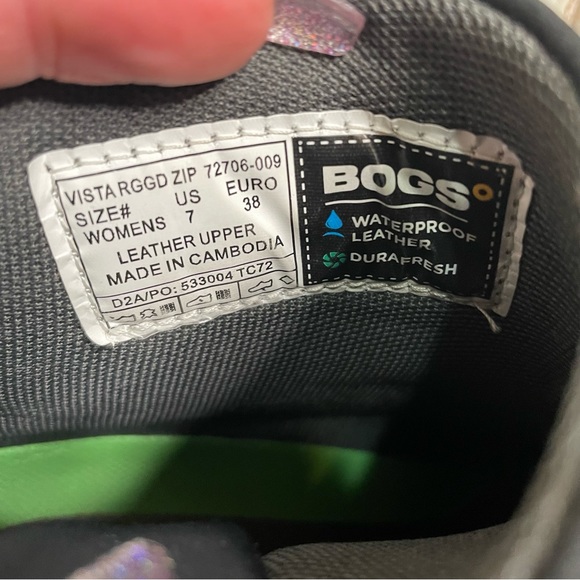 VISTA RGGD ZIP 72706-009
SIZE# US EURO
WOMENS 7 38
LEATHER UPPER
MADE IN CAMBODIA
D2A/PO: 533004 TC72
BOGS
WATERPROOF
LEATHER
DURAFRESH